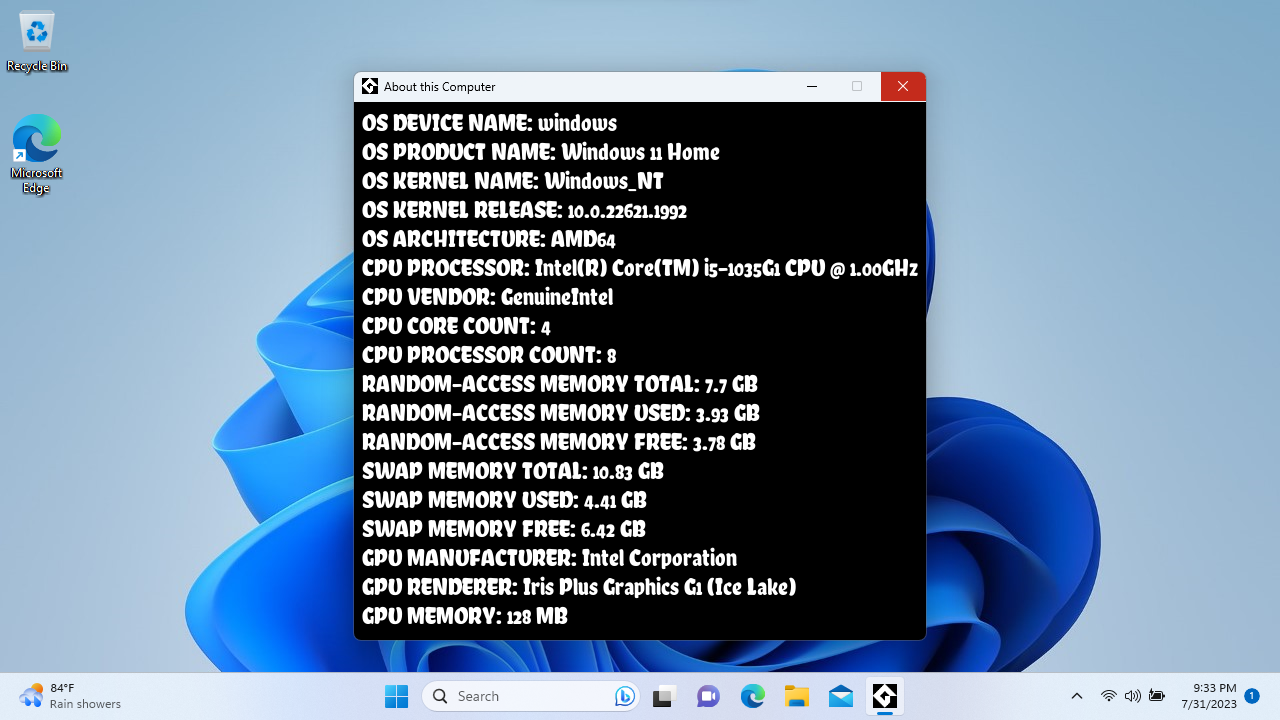 Recycle Bin
Microsoft
Edge
About this Computer
OS DEVICE NAME: windows
OS PRODUCT NAME: Windows 11 Home
OS KERNEL NAME: Windows_NT
OS KERNEL RELEASE: 10.0.22621.1992
OS ARCHITECTURE: AMD64
CPU PROCESSOR: Intel(R) Core(TM) i5-1035G1 CPU @ 1.00GHz
CPU VENDOR: GenuineIntel
CPU CORE COUNT: 4
CPU PROCESSOR COUNT: 8
RANDOM-ACCESS MEMORY TOTAL: 7.7 GB
RANDOM-ACCESS MEMORY USED: 3.93 GB
RANDOM-ACCESS MEMORY FREE: 3.78 GB
SWAP MEMORY TOTAL: 10.83 GB
SWAP MEMORY USED: 4.41 GB
SWAP MEMORY FREE: 6.42 GB
GPU MANUFACTURER: Intel Corporation
GPU RENDERER: Iris Plus Graphics G1 (Ice Lake)
GPU MEMORY: 128 MB
84°F
Rain showers
Search
9:33 PM
7/31/2023
1